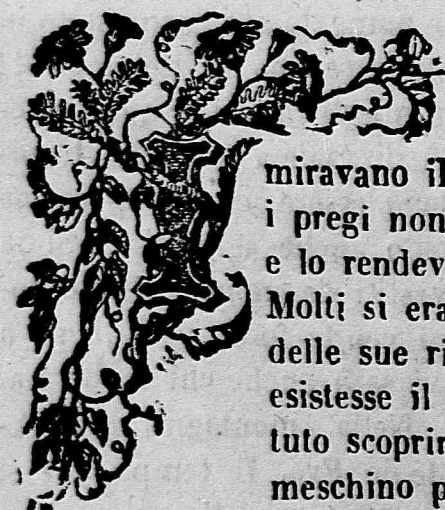 miravano il
i pregi non
e lo rendev
Molti si era
delle sue ri
esistesse il
tuto scoprir
meschino p